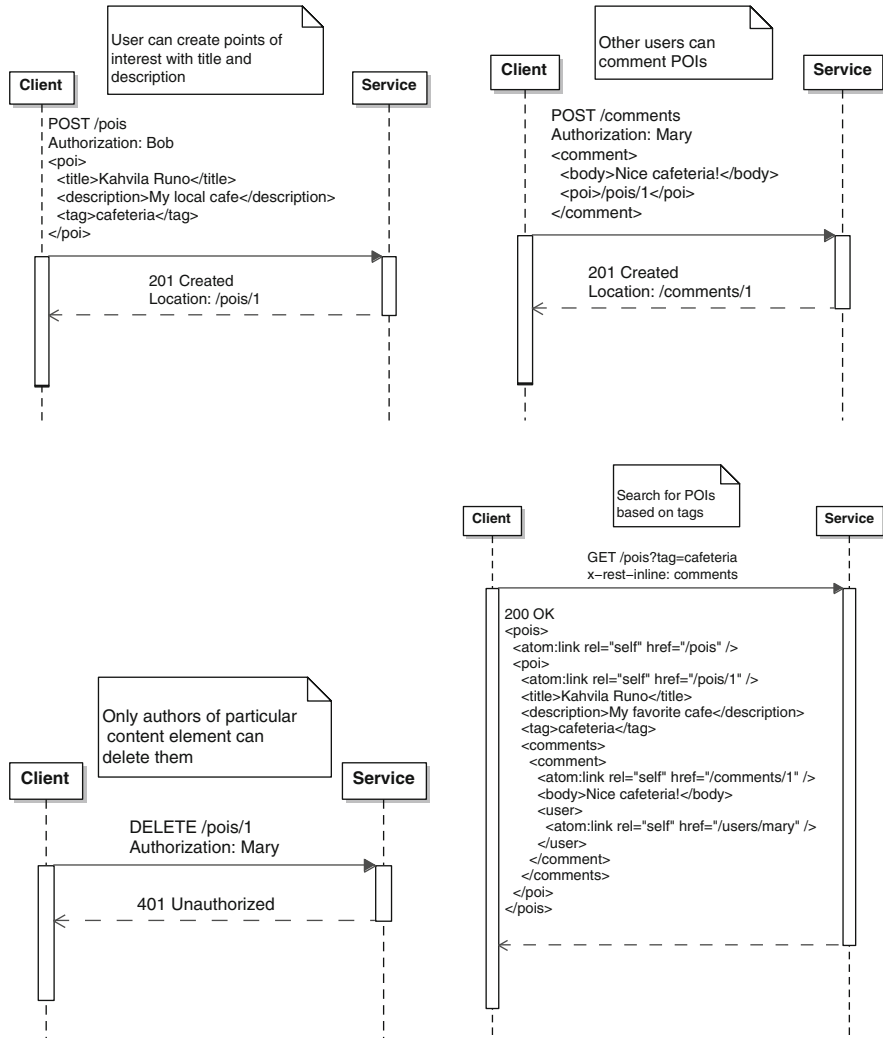 User can create points of
interest with title and
description
Client
Service
POST /pois
Authorization: Bob
<poi>
<title>Kahvila Runo</title>
<description>My local cafe</description>
<tag>cafeteria</tag>
</poi>
201 Created
Location: /pois/1
Other users can
comment POIs
Client
Service
POST /comments
Authorization: Mary
<comment>
<body>Nice cafeteria!</body>
<poi>/pois/1</poi>
</comment>
201 Created
Location: /comments/1
Only authors of particular
content element can
delete them
Client
Service
DELETE /pois/1
Authorization: Mary
401 Unauthorized
Search for POIs
based on tags
Client
Service
GET /pois?tag=cafeteria
x−rest−inline: comments
200 OK
<pois>
<atom:link rel="self" href="/pois" />
<poi>
<atom:link rel="self" href="/pois/1" />
<title>Kahvila Runo</title>
<description>My favorite cafe</description>
<tag>cafeteria</tag>
<comments>
<comment>
<atom:link rel="self" href="/comments/1" />
<body>Nice cafeteria!</body>
<user>
<atom:link rel="self" href="/users/mary" />
</user>
</comment>
</comments>
</poi>
</pois>